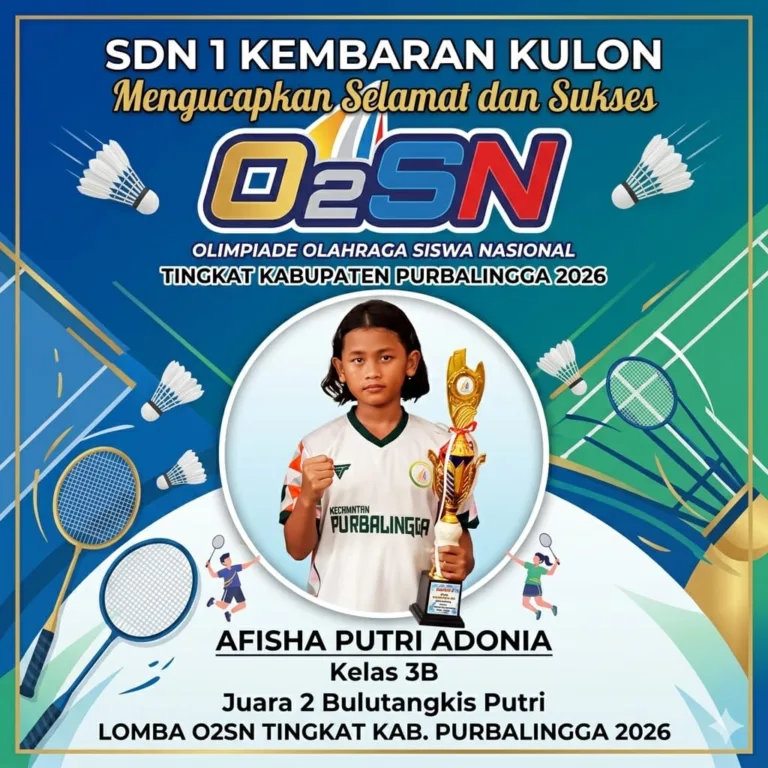 SDN 1 KEMBARAN KULON
Mengucapkan Selamat dan Sukses
O2SN
OLIMPIADE OLAHRAGA SISWA NASIONAL
TINGKAT KABUPATEN PURBALINGGA 2026
KECAMATAN
PURBALINGGA
AFISHA PUTRI ADONIA
Kelas 3B
Juara 2 Bulutangkis Putri
LOMBA O2SN TINGKAT KAB. PURBALINGGA 2026